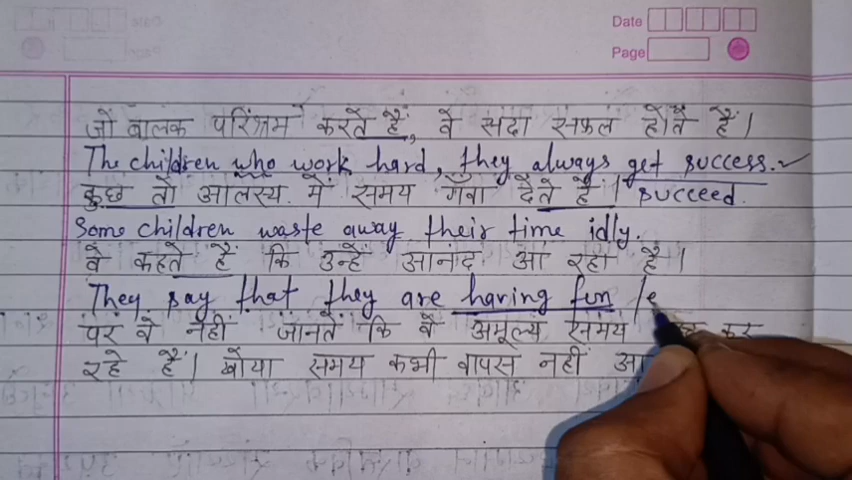 Date
Page
जो बालक परिश्रम करते हैं, वे सदा सफल होते हैं।
The children who work hard, they always get success.
कुछ तो आलस्य में समय गँवा देते हैं। succeed.
Some children waste away their time idly.
वे कहते हैं कि उन्हें आनंद आ रहा है।
They say that they are having fun /e
पर वे नहीं जानते कि वे अमूल्य समय कर
रहे हैं। खोया समय कभी वापस नहीं